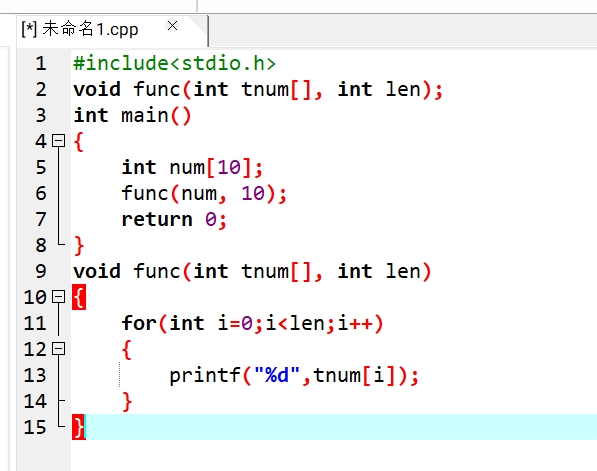 [*] 未命名1.cpp ×
1 #include<stdio.h>
2 void func(int tnum[], int len);
3 int main()
4 {
5     int num[10];
6     func(num, 10);
7     return 0;
8 }
9 void func(int tnum[], int len)
10 {
11     for(int i=0;i<len;i++)
12     {
13         printf("%d",tnum[i]);
14     }
15 }